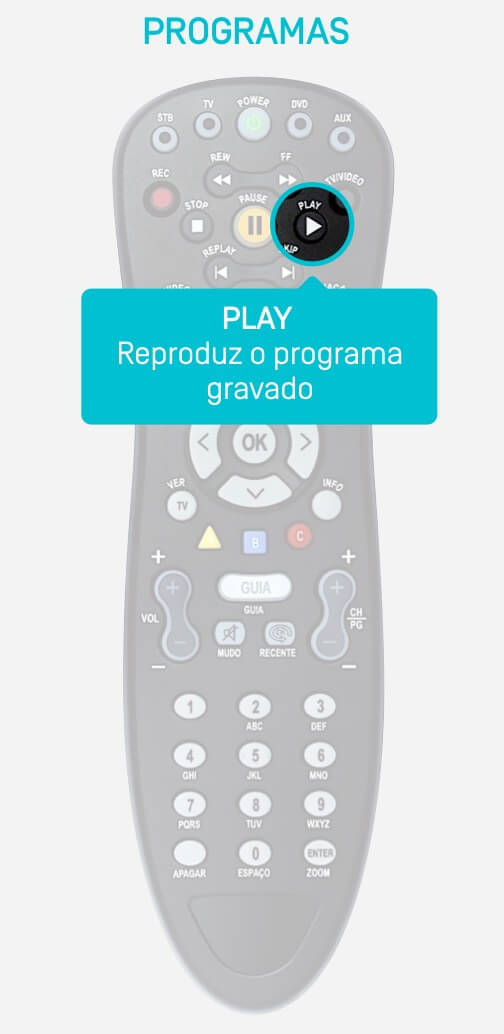 PROGRAMAS
POWER
TV
DVD
STB
AUX
REW
FF
REC
TV/VIDEO
STOP
PAUSE
PLAY
REPLAY
PLAY
Reproduz o programa
gravado
OK
VER
INFO
TV
B
C
+
+
GUIA
VOL
GUIA
CH
PG
MUDO
RECENTE
1
2
3
ABC
DEF
4
5
6
GHI
JKL
MNO
7
8
9
PQRS
TUV
WXYZ
0
ENTER
APAGAR
ESPAÇO
ZOOM